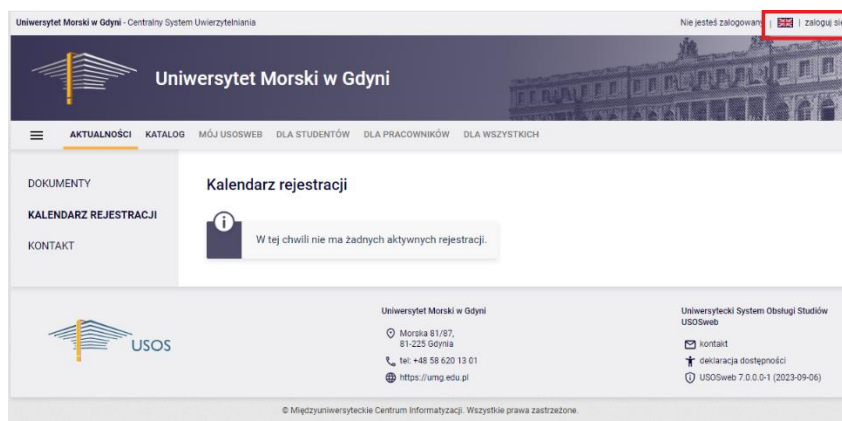 Uniwersytet Morski w Gdyni - Centralny System Uwierzytelniania
Nie jesteś zalogowany | | zaloguj się
Uniwersytet Morski w Gdyni
AKTUALNOŚCI KATALOG MÓJ USOSWEB DLA STUDENTÓW DLA PRACOWNIKÓW DLA WSZYSTKICH
DOKUMENTY
KALENDARZ REJESTRACJI
KONTAKT
Kalendarz rejestracji
W tej chwili nie ma żadnych aktywnych rejestracji.
USOS
Uniwersytet Morski w Gdyni
Morska 81/87,
81-225 Gdynia
tel: +48 58 620 13 01
https://umg.edu.pl
Uniwersytecki System Obsługi Studiów
USOSweb
kontakt
deklaracja dostępności
USOSweb 7.0.0.0-1 (2023-09-06)
© Międzyuniwersyteckie Centrum Informatyzacji. Wszystkie prawa zastrzeżone.